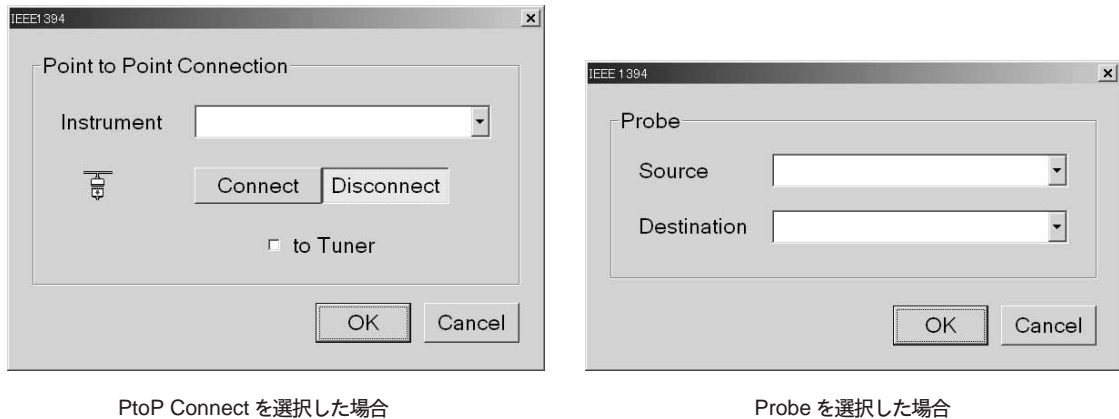 IEEE1394
Point to Point Connection
Instrument
Connect Disconnect
to Tuner
OK Cancel
PtoP Connect を選択した場合
IEEE 1394
Probe
Source
Destination
OK Cancel
Probe を選択した場合